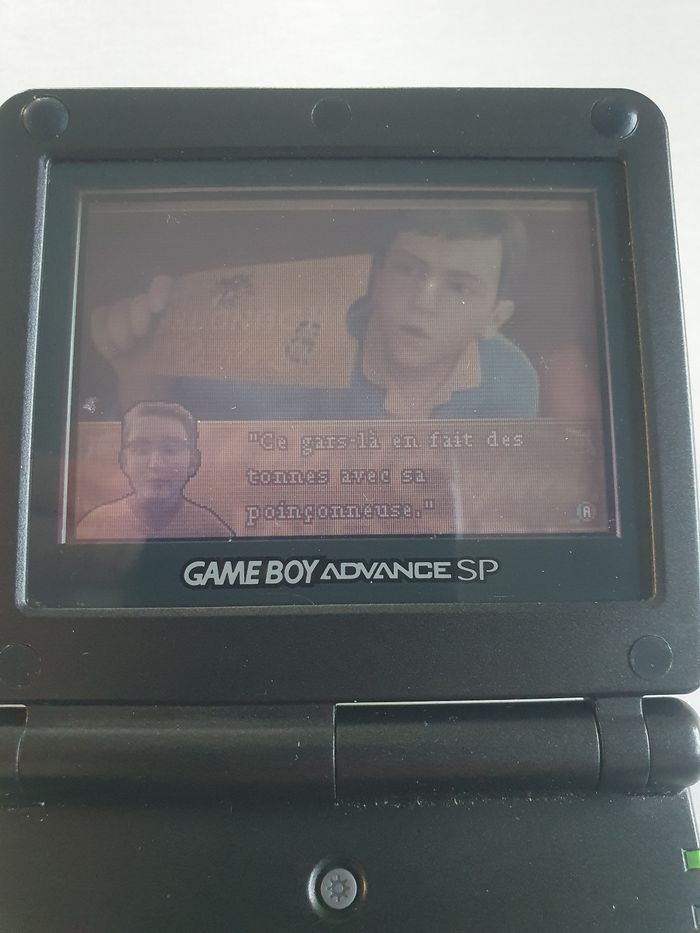 "Ce gars-là en fait des
tonnes avec sa
poinçonneuse."
A
GAME BOY ADVANCE SP